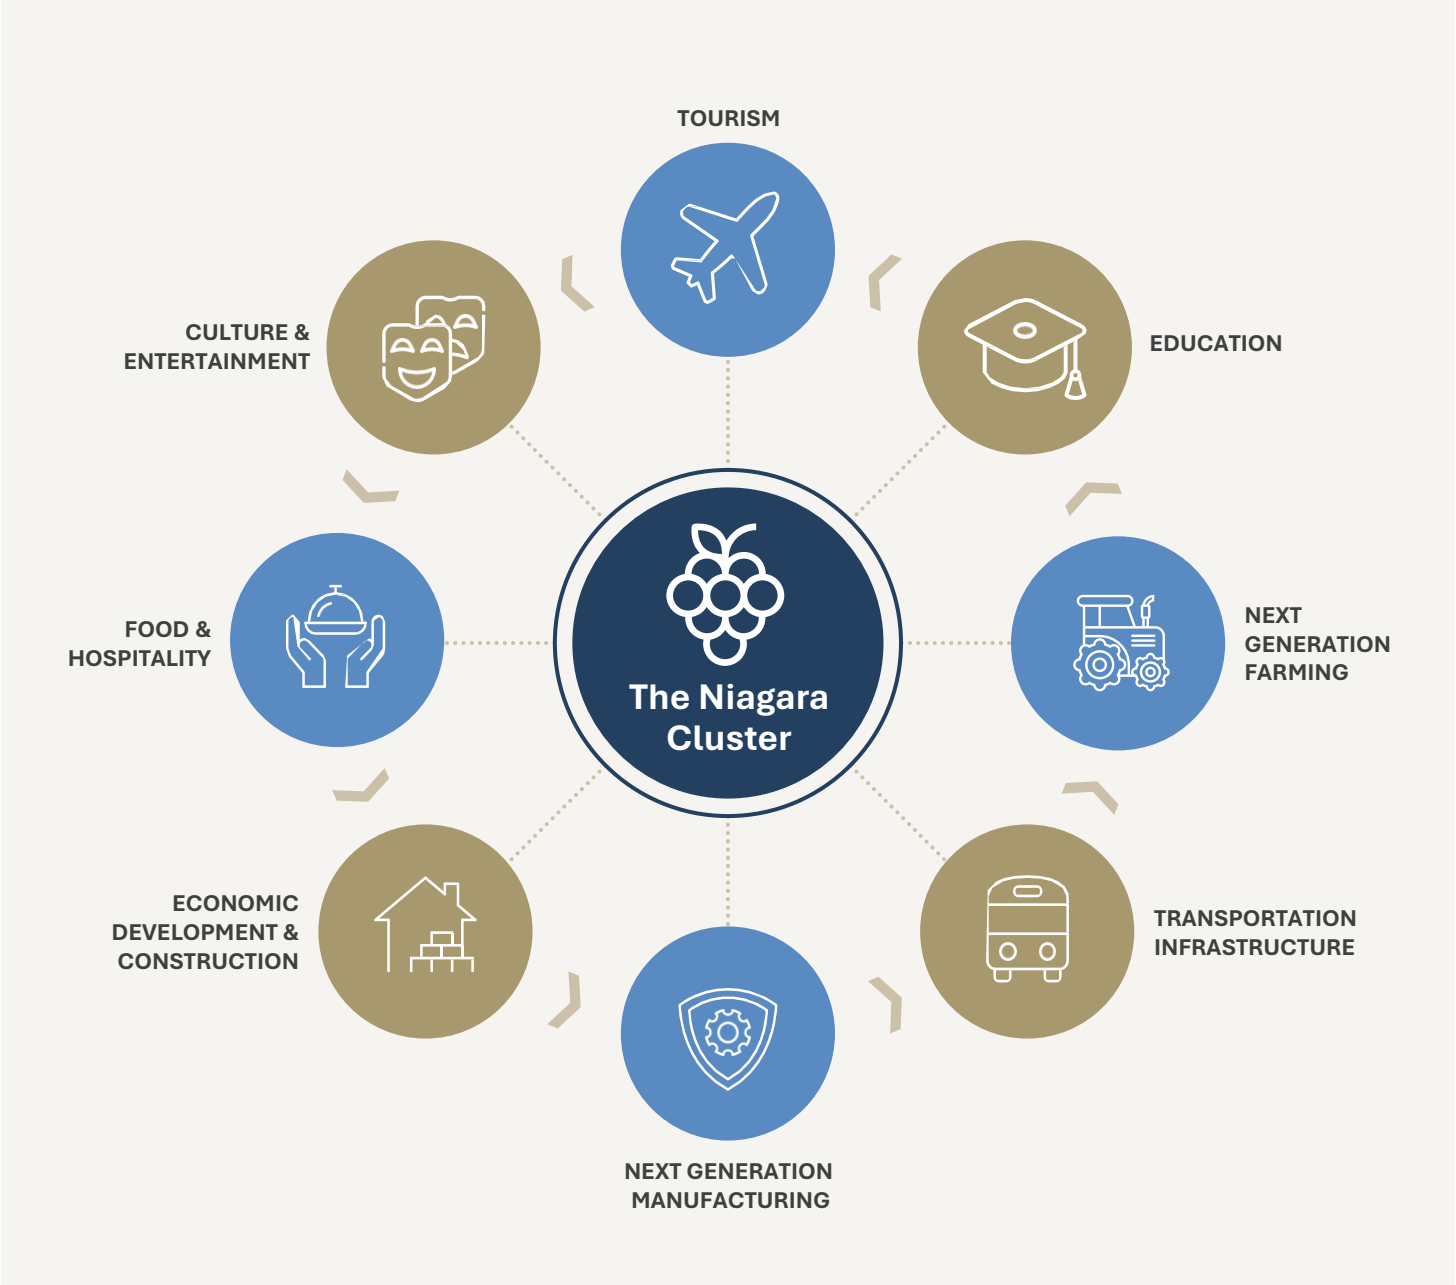 TOURISM
CULTURE &
ENTERTAINMENT
EDUCATION
FOOD &
HOSPITALITY
The Niagara
Cluster
NEXT
GENERATION
FARMING
ECONOMIC
DEVELOPMENT &
CONSTRUCTION
TRANSPORTATION
INFRASTRUCTURE
NEXT GENERATION
MANUFACTURING